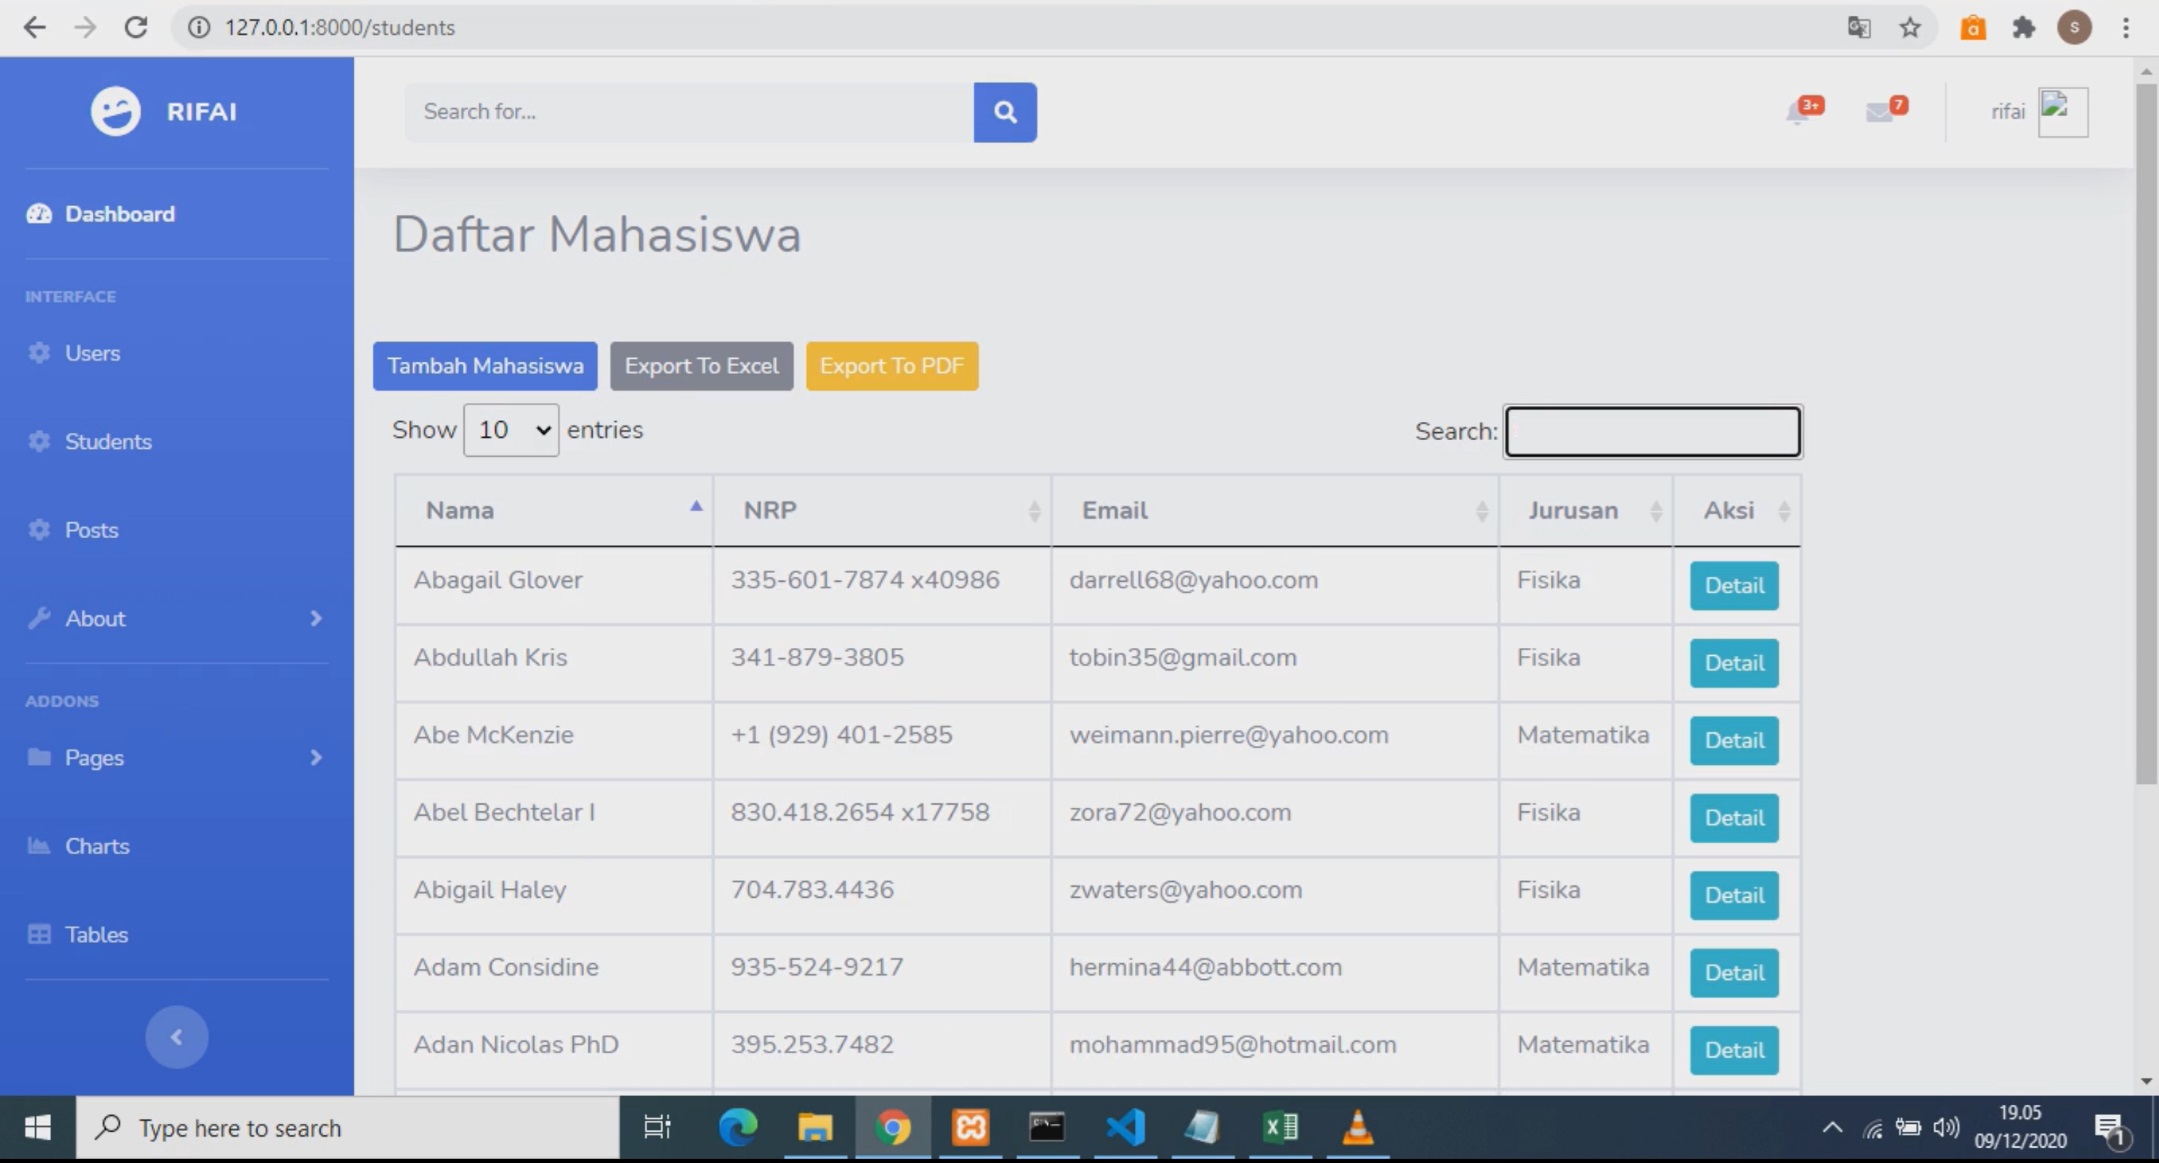 127.0.0.1:8000/students
S
RIFAI
Search for...
3+
7
rifai
Dashboard
INTERFACE
Users
Students
Posts
About
ADDONS
Pages
Charts
Tables
Daftar Mahasiswa
Tambah Mahasiswa Export To Excel Export To PDF
Show 10 entries Search:
Nama NRP Email Jurusan Aksi
Abagail Glover 335-601-7874 x40986 darrell68@yahoo.com Fisika Detail
Abdullah Kris 341-879-3805 tobin35@gmail.com Fisika Detail
Abe McKenzie +1 (929) 401-2585 weimann.pierre@yahoo.com Matematika Detail
Abel Bechtelar I 830.418.2654 x17758 zora72@yahoo.com Fisika Detail
Abigail Haley 704.783.4436 zwaters@yahoo.com Fisika Detail
Adam Considine 935-524-9217 hermina44@abbott.com Matematika Detail
Adan Nicolas PhD 395.253.7482 mohammad95@hotmail.com Matematika Detail
Type here to search
19.05
09/12/2020
1